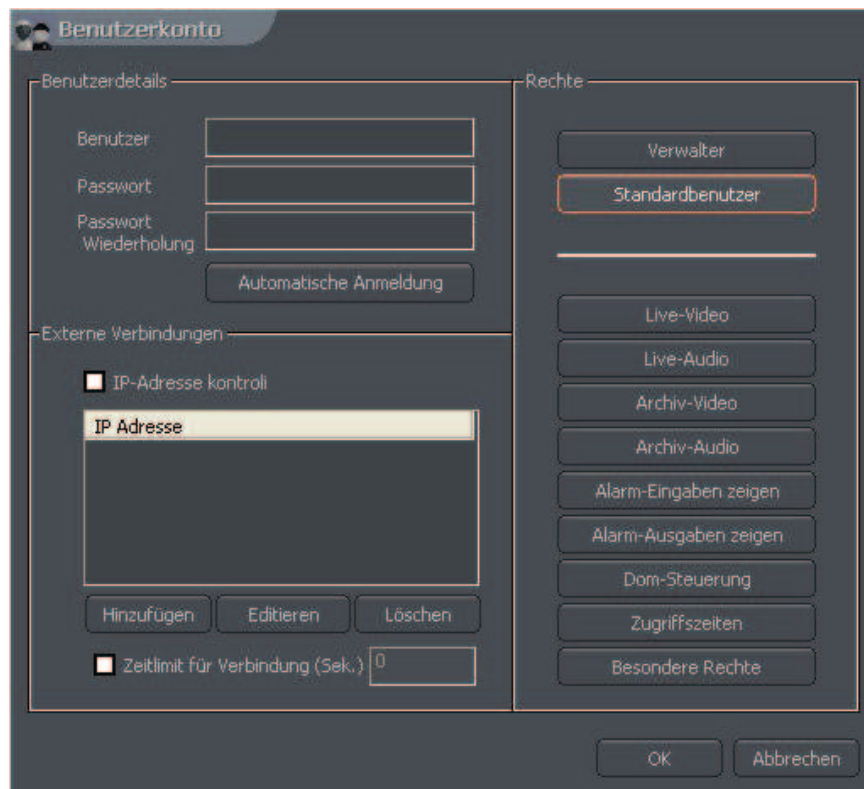 Benutzerkonto
Benutzerdetails
Benutzer
Passwort
Passwort
Wiederholung
Automatische Anmeldung
Externe Verbindungen
IP-Adresse kontroli
IP Adresse
Hinzufügen Editieren Löschen
Zeitlimit für Verbindung (Sek.) 0
Rechte
Verwalter
Standardbenutzer
Live-Video
Live-Audio
Archiv-Video
Archiv-Audio
Alarm-Eingaben zeigen
Alarm-Ausgaben zeigen
Dom-Steuerung
Zugriffszeiten
Besondere Rechte
OK Abbrechen